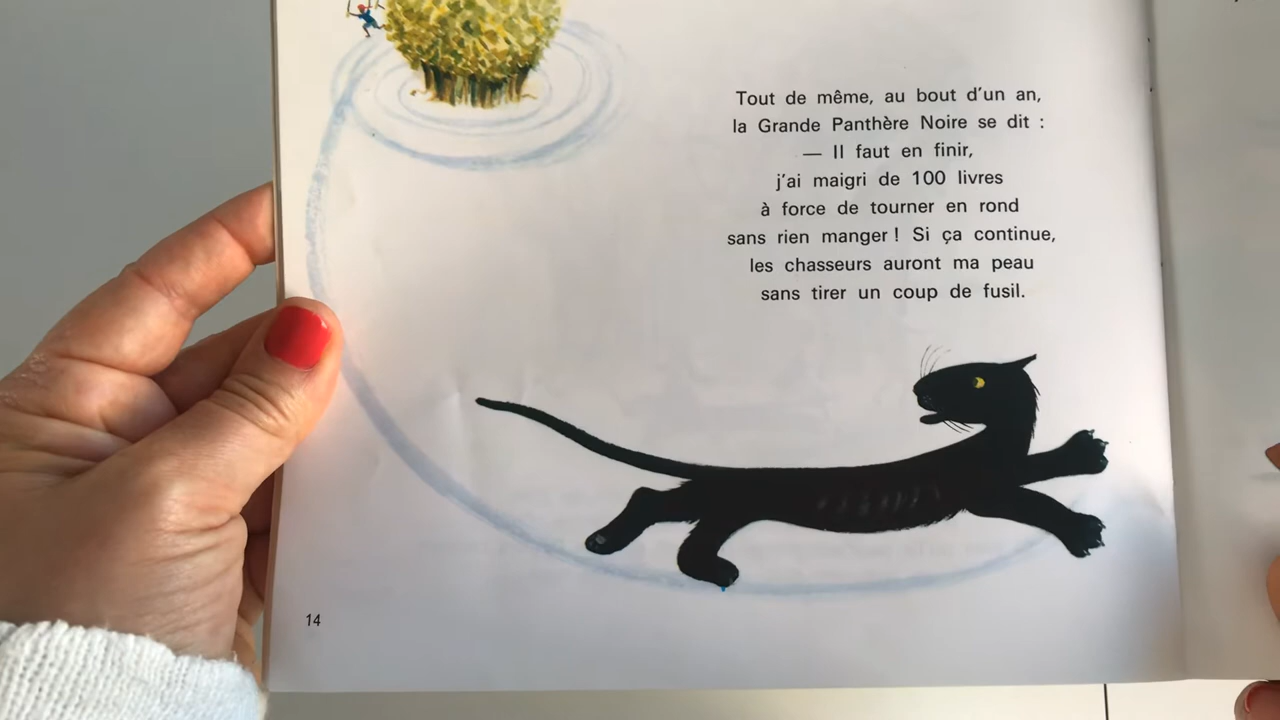 Tout de même, au bout d'un an,
la Grande Panthère Noire se dit :
— Il faut en finir,
j'ai maigri de 100 livres
à force de tourner en rond
sans rien manger ! Si ça continue,
les chasseurs auront ma peau
sans tirer un coup de fusil.
14